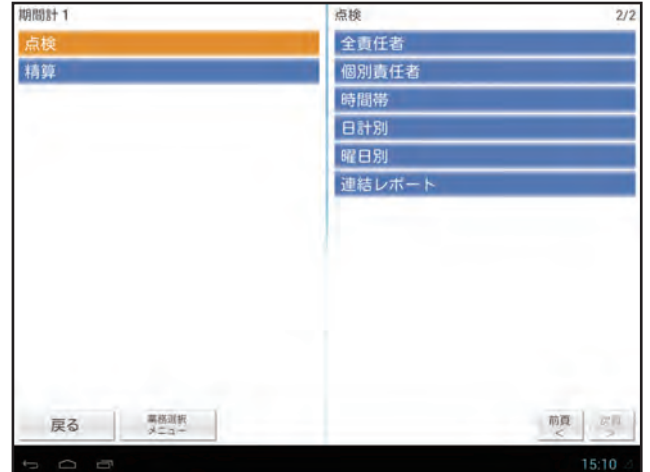 期間計 1
点検
精算
点検 2/2
全責任者
個別責任者
時間帯
日計別
曜日別
連結レポート
戻る
業務選択
メニュー
前頁
<
次頁
>
15:10